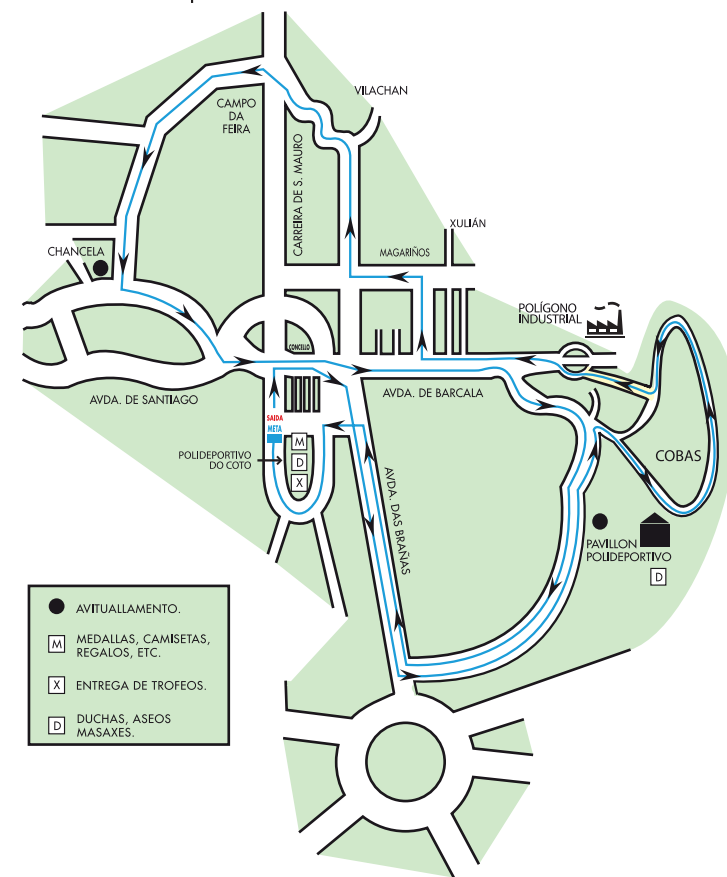 VILACHAN
CAMPO
DA
FEIRA
CARREIRA DE S. MAURO
XULIÁN
MAGARIÑOS
CHANCELA
POLÍGONO
INDUSTRIAL
CONCELLO
AVDA. DE SANTIAGO
AVDA. DE BARCALA
SAIDA
META
POLIDEPORTIVO
DO COTO
M
D
X
COBAS
AVDA. DAS BRAÑAS
PAVILLON
POLIDEPORTIVO
D
AVITUALLAMENTO.
M MEDALLAS, CAMISETAS,
REGALOS, ETC.
X ENTREGA DE TROFEOS.
D DUCHAS, ASEOS
MASAXES.